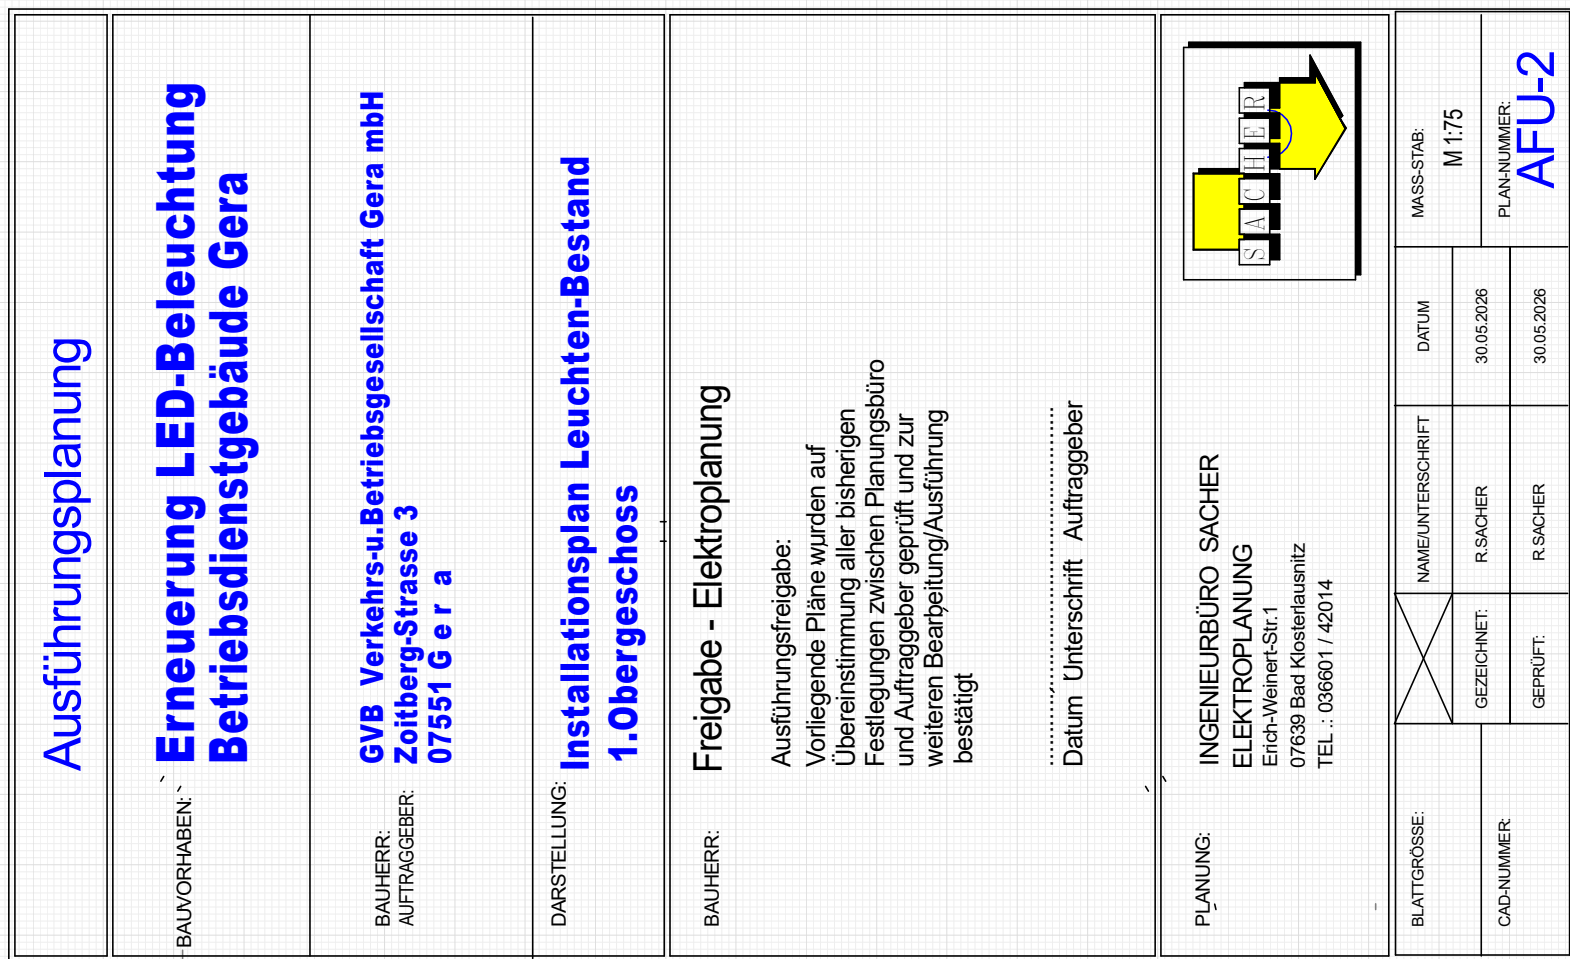 Ausführungsplanung
BAUVORHABEN:
Erneuerung LED-Beleuchtung
Betriebsdienstgebäude Gera
BAUHERR:
AUFTRAGGEBER:
GVB Verkehrs-u.Betriebsgesellschaft Gera mbH
Zoitberg-Strasse 3
07551 G e r a
DARSTELLUNG:
Installationsplan Leuchten-Bestand
1.Obergeschoss
BAUHERR:
Freigabe - Elektroplanung
Ausführungsfreigabe:
Vorliegende Pläne wurden auf
Übereinstimmung aller bisherigen
Festlegungen zwischen Planungsbüro
und Auftraggeber geprüft und zur
weiteren Bearbeitung/Ausführung
bestätigt
Datum Unterschrift Auftraggeber
PLANUNG:
INGENIEURBÜRO SACHER
ELEKTROPLANUNG
Erich-Weinert-Str.1
07639 Bad Klosterlausnitz
TEL.: 036601 / 42014
SACHER
BLATTGRÖSSE:
NAME/UNTERSCHRIFT
DATUM
MASS-STAB:
M 1:75
GEZEICHNET:
R.SACHER
30.05.2026
CAD-NUMMER:
GEPRÜFT:
R.SACHER
30.05.2026
PLAN-NUMMER:
AFU-2